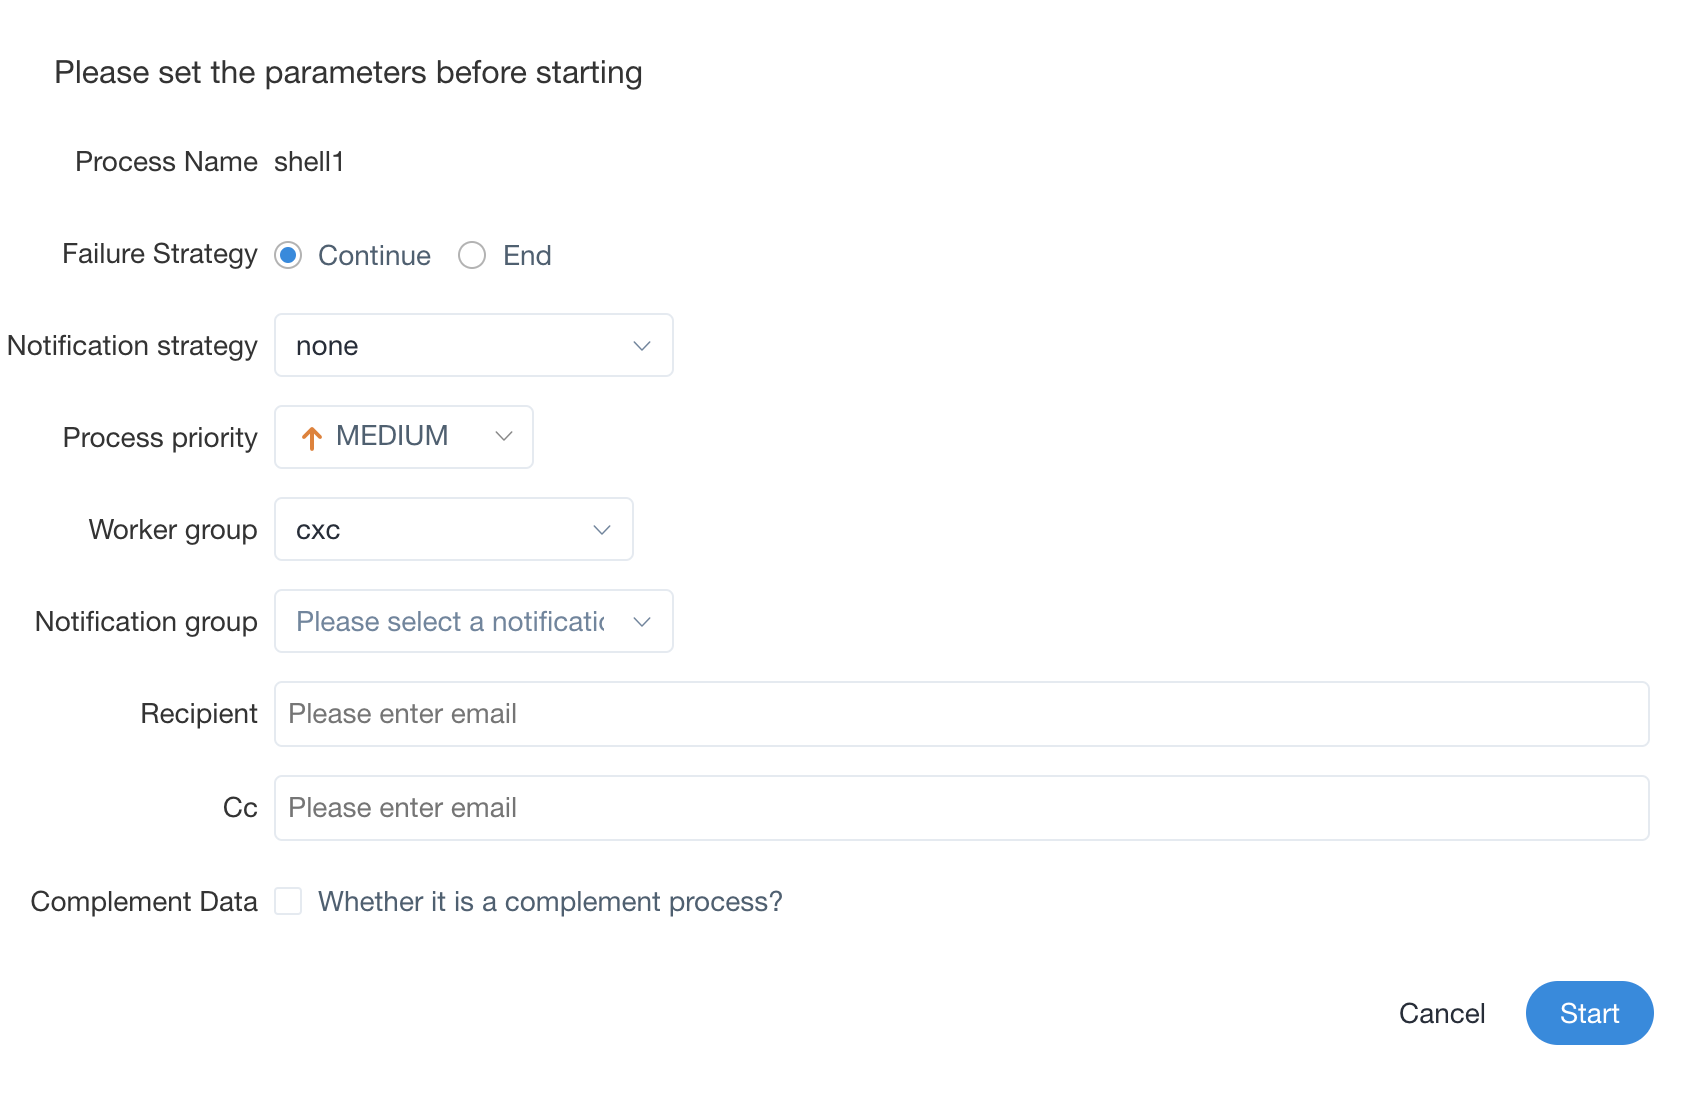 Please set the parameters before starting
Process Name shell1
Failure Strategy Continue End
Notification strategy none
Process priority MEDIUM
Worker group cxc
Notification group Please select a
Recipient Please enter email
Cc Please enter email
Complement Data Whether it is a complement process?
Cancel Start